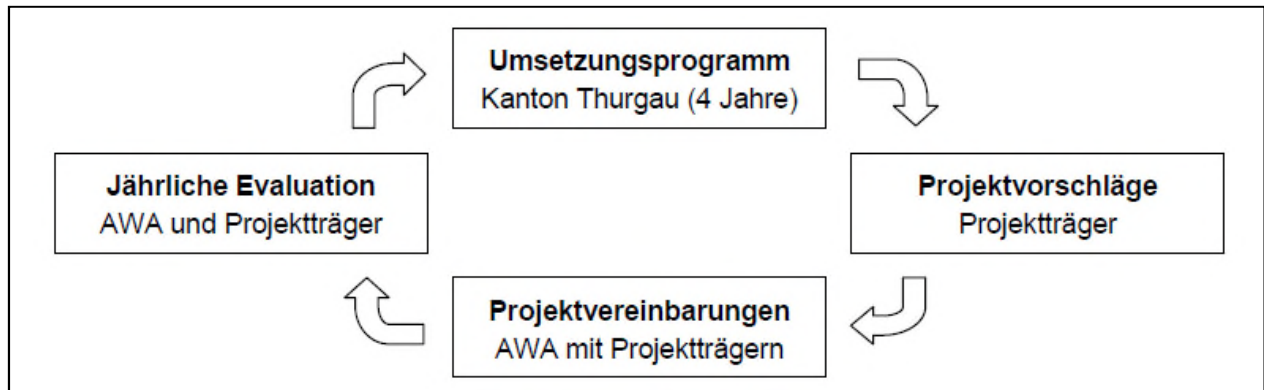 Umsetzungsprogramm
Kanton Thurgau (4 Jahre)
Jährliche Evaluation
AWA und Projektträger
Projektvorschläge
Projektträger
Projektvereinbarungen
AWA mit Projektträgern